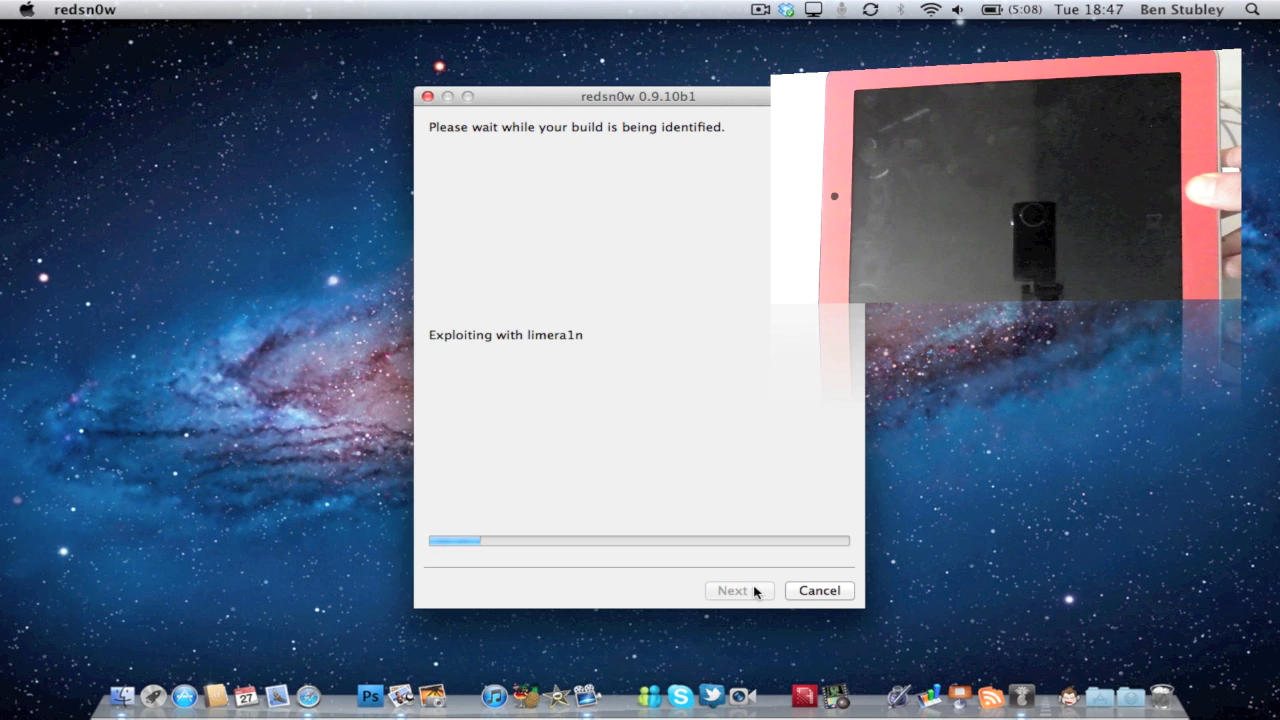 redsn0w
(5:08) Tue 18:47 Ben Stubley
redsn0w 0.9.10b1
Please wait while your build is being identified.
Exploiting with limera1n
Next
Cancel
27
Ps